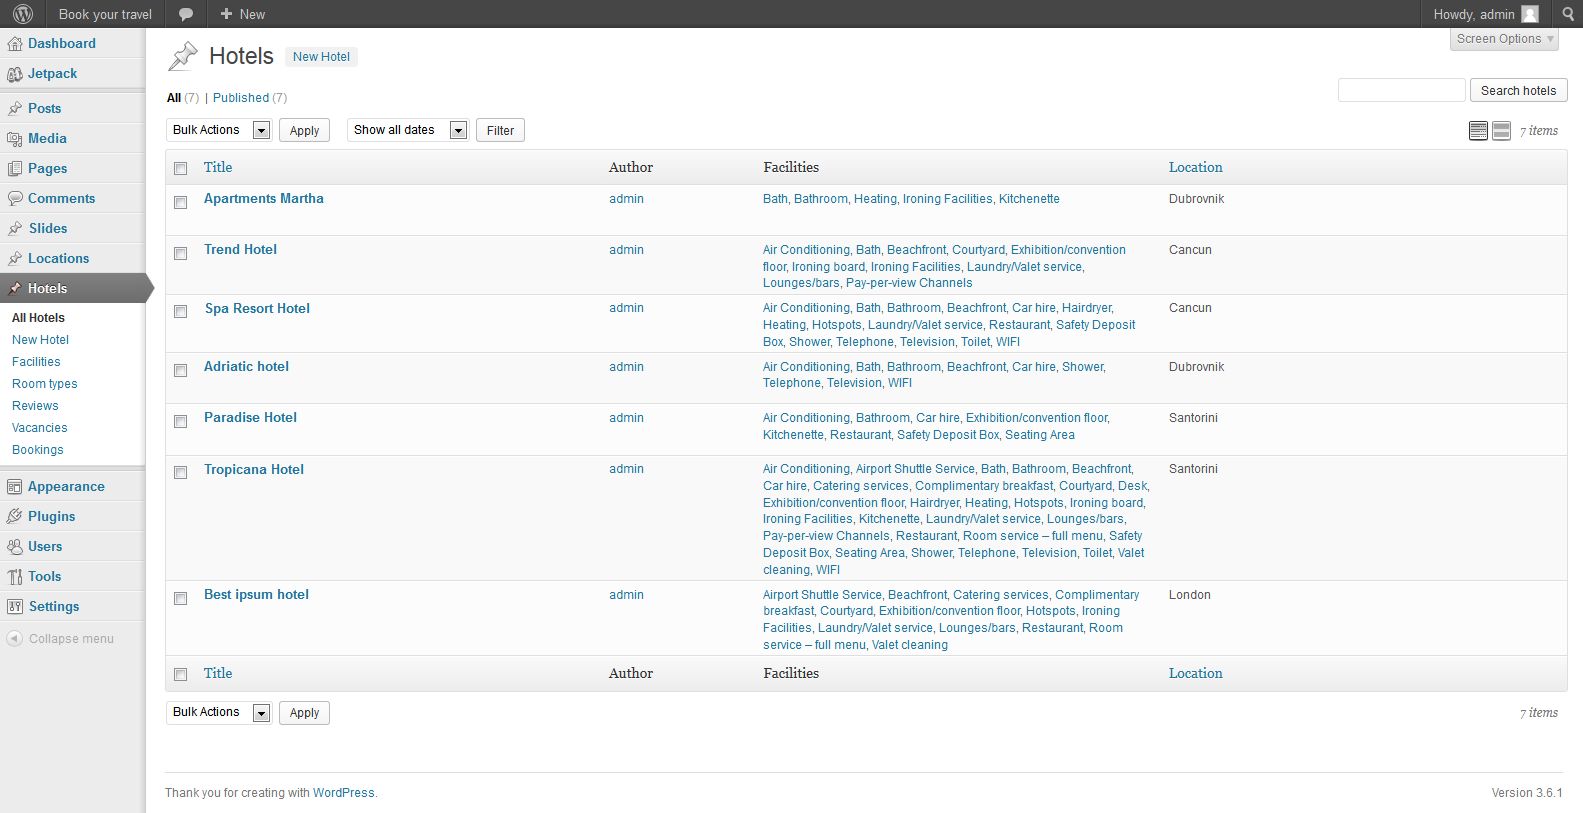 Book your travel
New
Howdy, admin
Dashboard
Jetpack
Posts
Media
Pages
Comments
Slides
Locations
Hotels
All Hotels
New Hotel
Facilities
Room types
Reviews
Vacancies
Bookings
Appearance
Plugins
Users
Tools
Settings
Collapse menu
Screen Options
Hotels New Hotel
All (7) | Published (7)
Search hotels
Bulk Actions Apply Show all dates Filter 7 items
Title Author Facilities Location
Apartments Martha admin Bath, Bathroom, Heating, Ironing Facilities, Kitchenette Dubrovnik
Trend Hotel admin Air Conditioning, Bath, Beachfront, Courtyard, Exhibition/convention Cancun
floor, Ironing board, Ironing Facilities, Laundry/Valet service,
Lounges/bars, Pay-per-view Channels
Spa Resort Hotel admin Air Conditioning, Bath, Bathroom, Beachfront, Car hire, Hairdryer, Cancun
Heating, Hotspots, Laundry/Valet service, Restaurant, Safety Deposit
Box, Shower, Telephone, Television, Toilet, WIFI
Adriatic hotel admin Air Conditioning, Bath, Bathroom, Beachfront, Car hire, Shower, Dubrovnik
Telephone, Television, WIFI
Paradise Hotel admin Air Conditioning, Bathroom, Car hire, Exhibition/convention floor, Santorini
Kitchenette, Restaurant, Safety Deposit Box, Seating Area
Tropicana Hotel admin Air Conditioning, Airport Shuttle Service, Bath, Bathroom, Beachfront, Santorini
Car hire, Catering services, Complimentary breakfast, Courtyard, Desk,
Exhibition/convention floor, Hairdryer, Heating, Hotspots, Ironing board,
Ironing Facilities, Kitchenette, Laundry/Valet service, Lounges/bars,
Pay-per-view Channels, Restaurant, Room service – full menu, Safety
Deposit Box, Seating Area, Shower, Telephone, Television, Toilet, Valet
cleaning, WIFI
Best ipsum hotel admin Airport Shuttle Service, Beachfront, Catering services, Complimentary London
breakfast, Courtyard, Exhibition/convention floor, Hotspots, Ironing
Facilities, Laundry/Valet service, Lounges/bars, Restaurant, Room
service – full menu, Valet cleaning
Title Author Facilities Location
Bulk Actions Apply 7 items
Thank you for creating with WordPress. Version 3.6.1